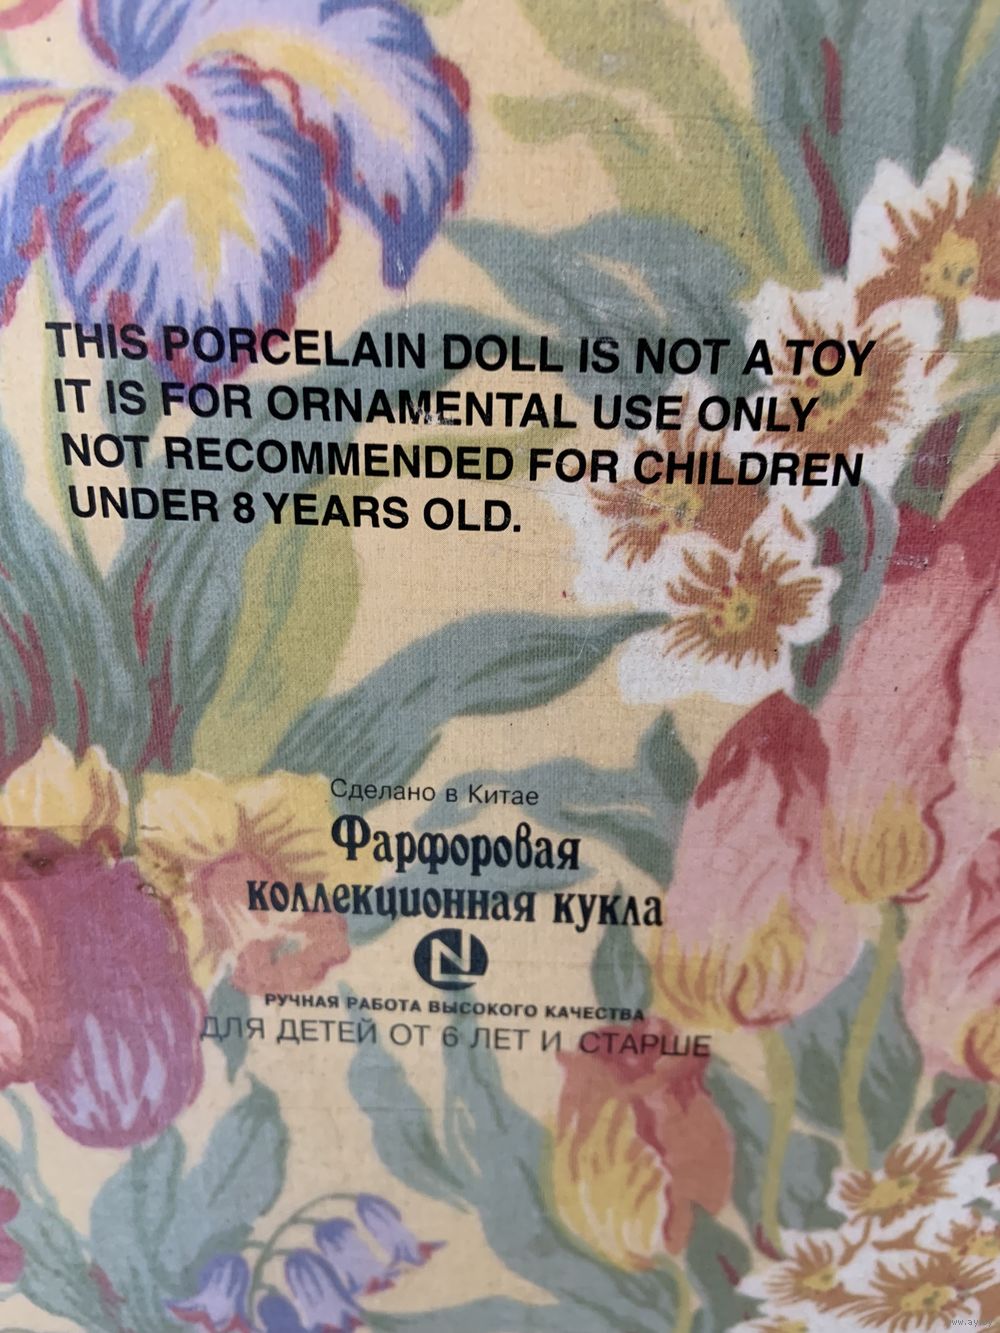 THIS PORCELAIN DOLL IS NOT A TOY
IT IS FOR ORNAMENTAL USE ONLY
NOT RECOMMENDED FOR CHILDREN
UNDER 8 YEARS OLD.
Сделано в Китае
Фарфоровая
коллекционная кукла
РУЧНАЯ РАБОТА ВЫСОКОГО КАЧЕСТВА
ДЛЯ ДЕТЕЙ ОТ 6 ЛЕТ И СТАРШЕ